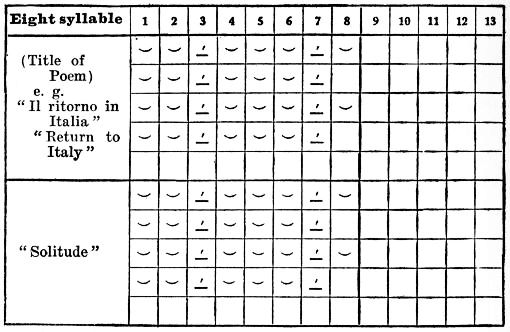 Eight syllable 1 2 3 4 5 6 7 8 9 10 11 12 13
⏑ ⏑ –́ ⏑ ⏑ ⏑ –́ ⏑
(Title of
Poem)
⏑ ⏑ –́ ⏑ ⏑ ⏑ –́
e. g.
"Il ritorno in
⏑ ⏑ –́ ⏑ ⏑ ⏑ –́ ⏑
Italia"
"Return to
⏑ ⏑ –́ ⏑ ⏑ ⏑ –́
Italy"
⏑ ⏑ –́ ⏑ ⏑ ⏑ –́ ⏑
⏑ ⏑ –́ ⏑ ⏑ ⏑ –́
"Solitude" ⏑ ⏑ –́ ⏑ ⏑ ⏑ –́ ⏑
⏑ ⏑ –́ ⏑ ⏑ ⏑ –́